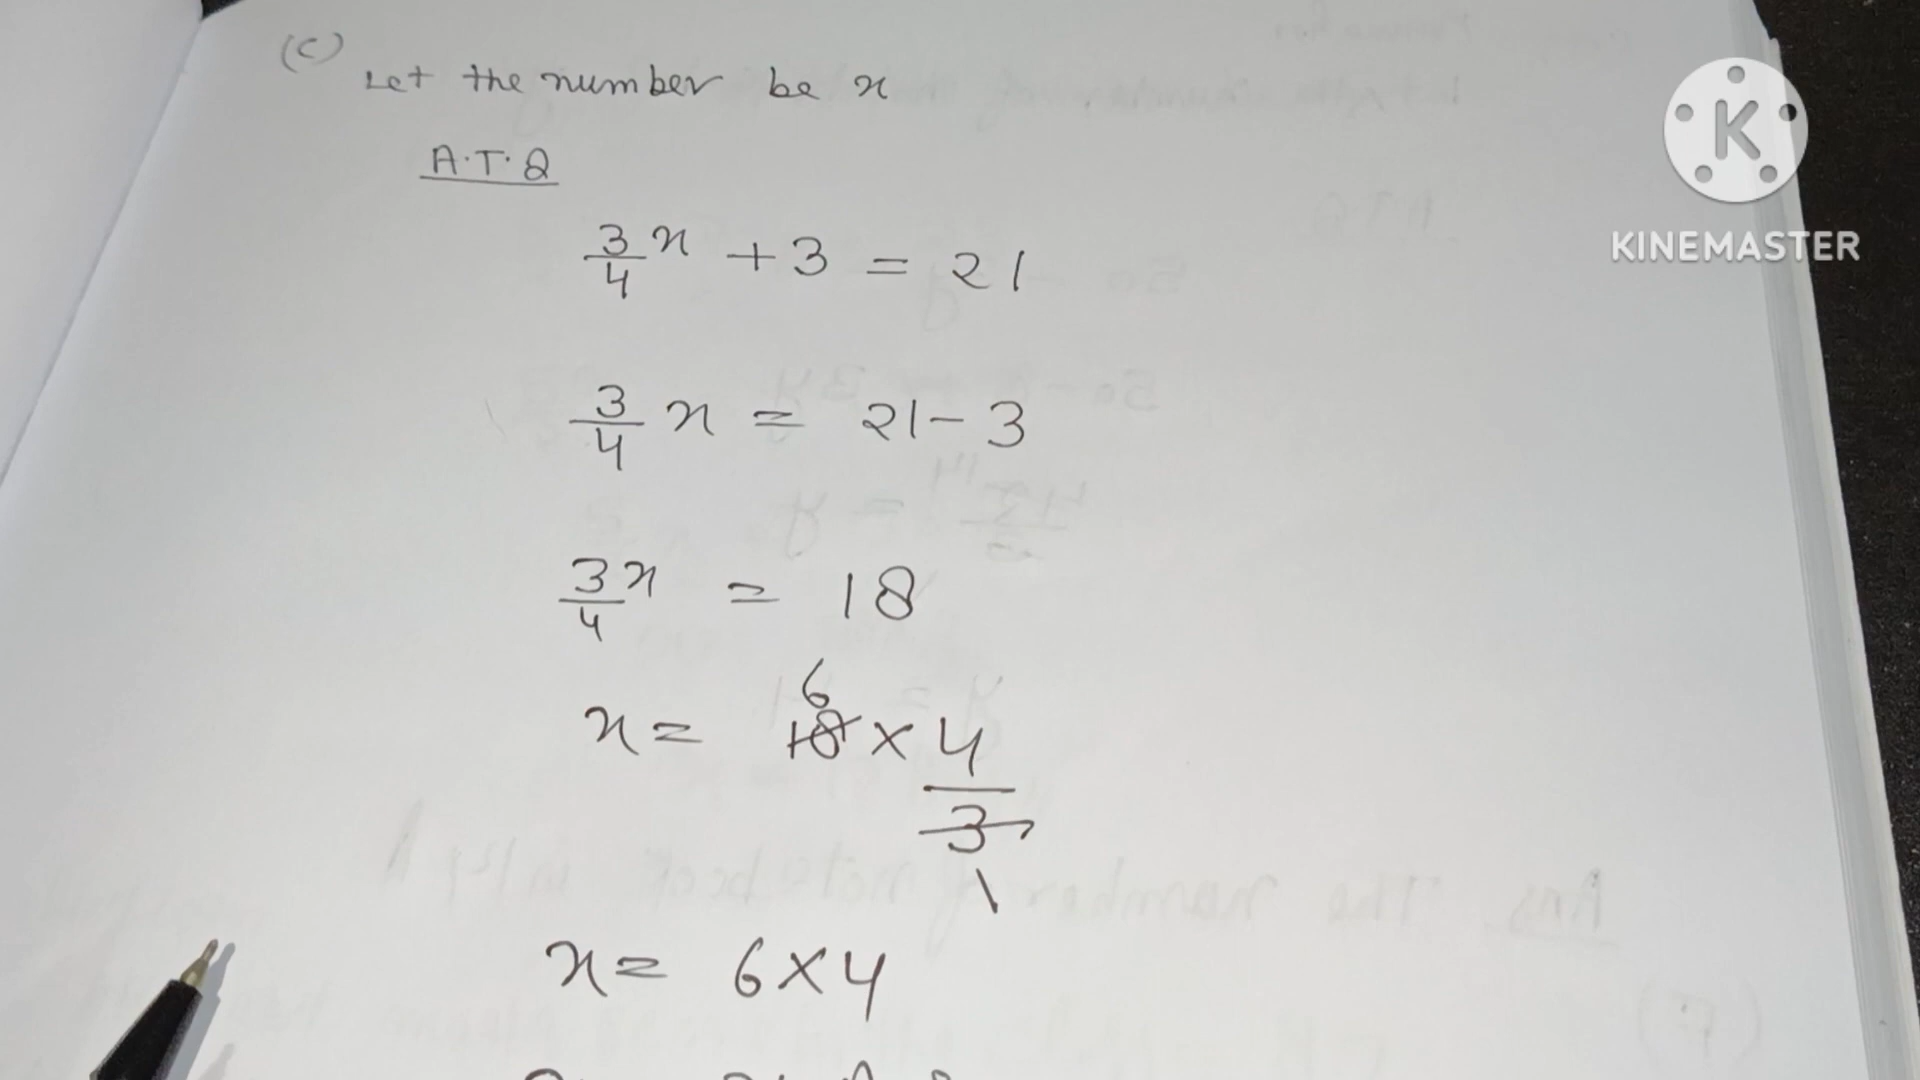 (C)
Let the number be x
A.T.Q
3/4 x + 3 = 21
3/4 x = 21 - 3
3/4 x = 18
6
x = 18 × 4/3
1
x = 6 × 4
K
KINEMASTER